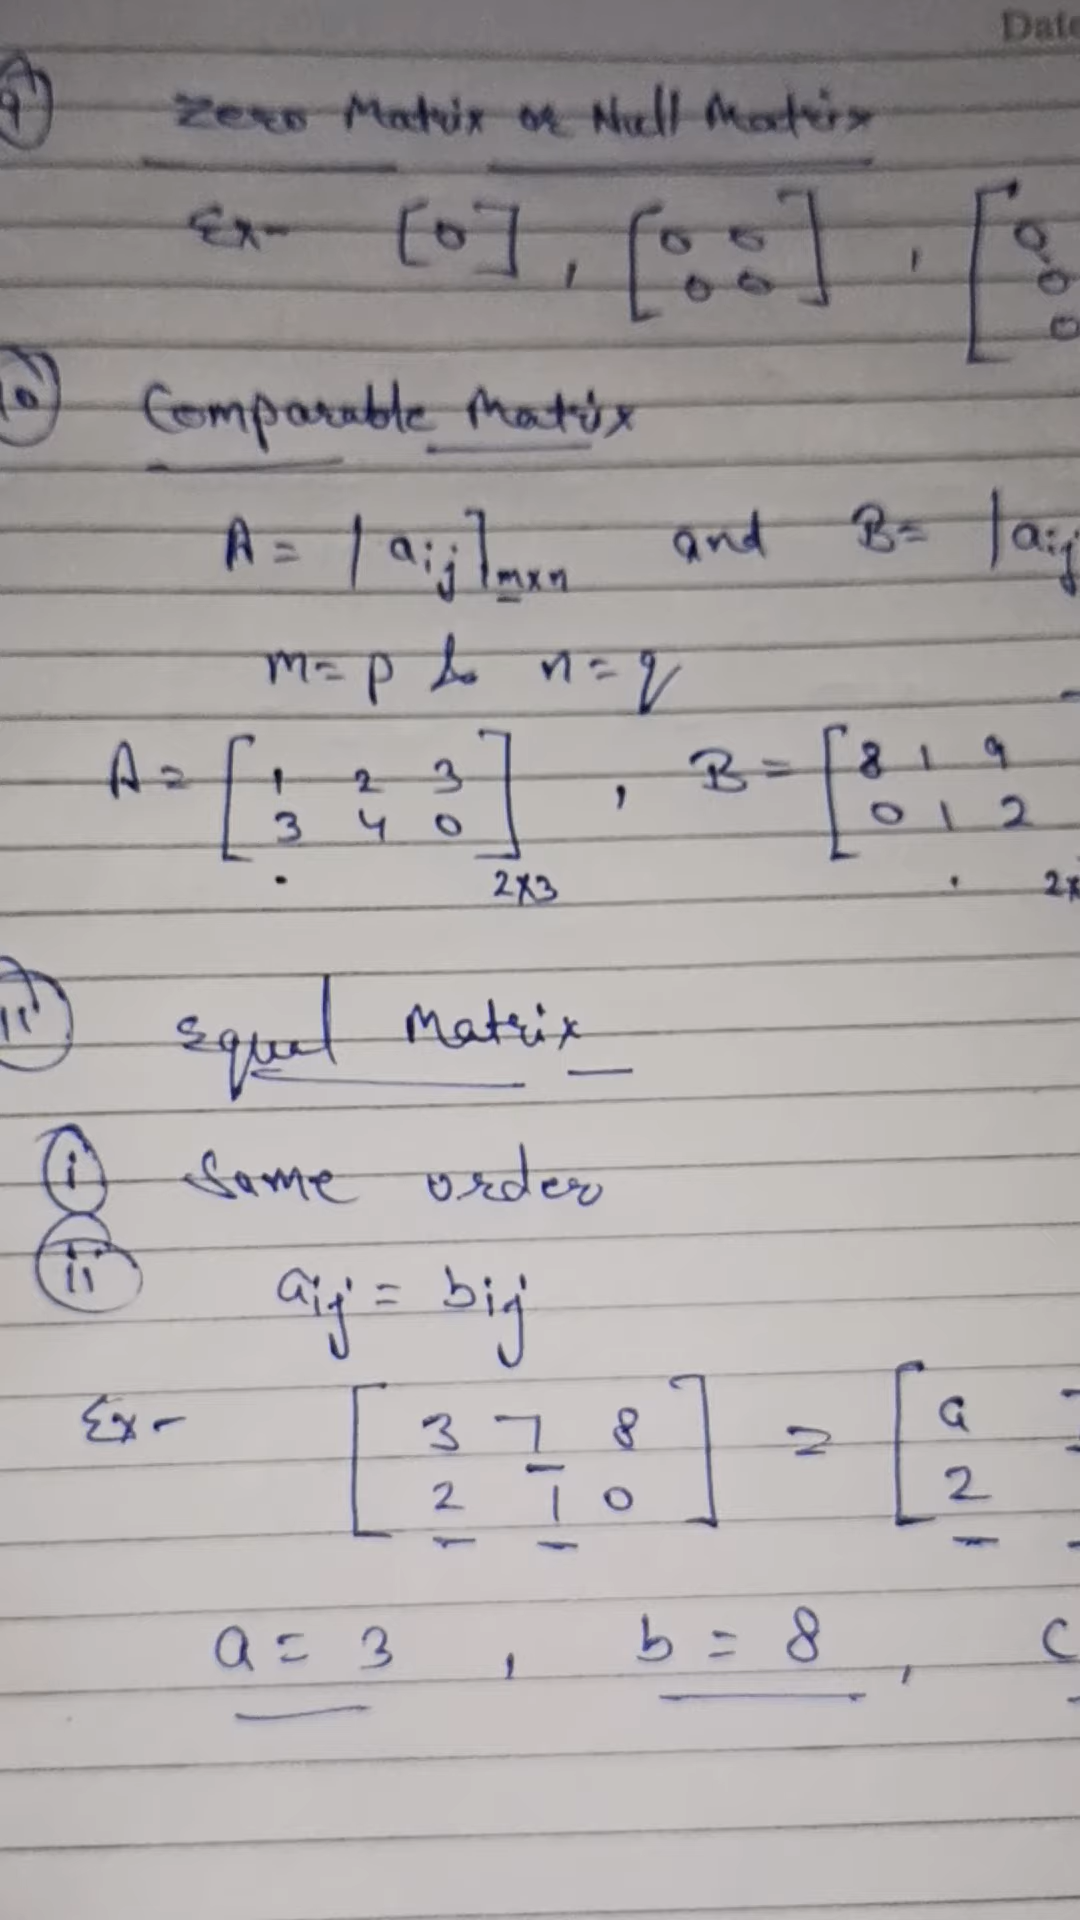 Date
9 Zero Matrix or Null Matrix
Ex- [0], [0 0
0 0], [0
0
0
10 Comparable Matrix
A = [aij]m×n and B = [aij
m=p & n=q
A = [1 2 3
3 4 0]2×3, B = [8 1 9
0 1 2
2×
11 Equal Matrix
i Same order
ii aij = bij
Ex- [3 7 8
2 1 0] = [a
2
a = 3, b = 8, c